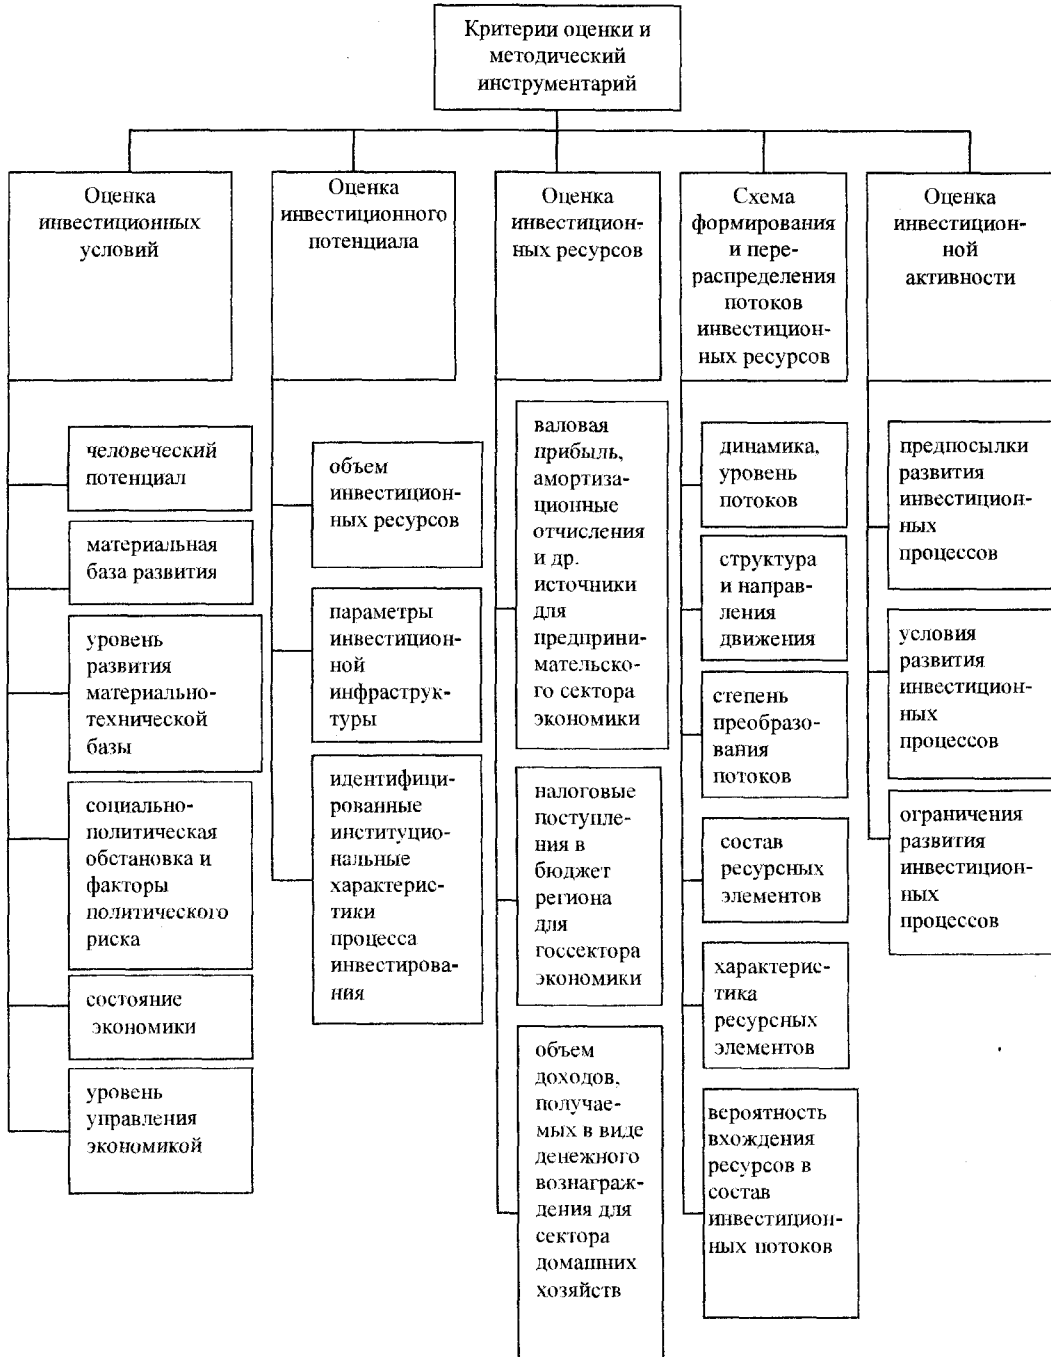 Критерии оценки и
методический
инструментарий
Оценка
инвестиционных
условий
человеческий
потенциал
материальная
база развития
уровень
развития
материально-
технической
базы
социально-
политическая
обстановка и
факторы
политического
риска
состояние
экономики
уровень
управления
экономикой
Оценка
инвестиционного
потенциала
объем
инвестицион-
ных ресурсов
параметры
инвестицион-
ной
инфраструк-
туры
идентифици-
рованные
институцио-
нальные
характерис-
тики
процесса
инвестирова-
ния
Оценка
инвестицион-
ных ресурсов
валовая
прибыль,
амортиза-
ционные
отчисления
и др.
источники
для
предприни-
мательско-
го сектора
экономики
налоговые
поступле-
ния в
бюджет
региона
для
госсектора
экономики
объем
доходов,
получае-
мых в виде
денежного
вознаграж-
дения для
сектора
домашних
хозяйств
Схема
формирования
и пере-
распределения
потоков
инвестицион-
ных ресурсов
динамика,
уровень
потоков
структура
и направ-
ления
движения
степень
преобразо-
вания
потоков
состав
ресурсных
элементов
характерис-
тика
ресурсных
элементов
вероятность
вхождения
ресурсов в
состав
инвестицион-
ных потоков
Оценка
инвестицион-
ной
активности
предпосылки
развития
инвестицион-
ных
процессов
условия
развития
инвестицион-
ных
процессов
ограничения
развития
инвестицион-
ных
процессов